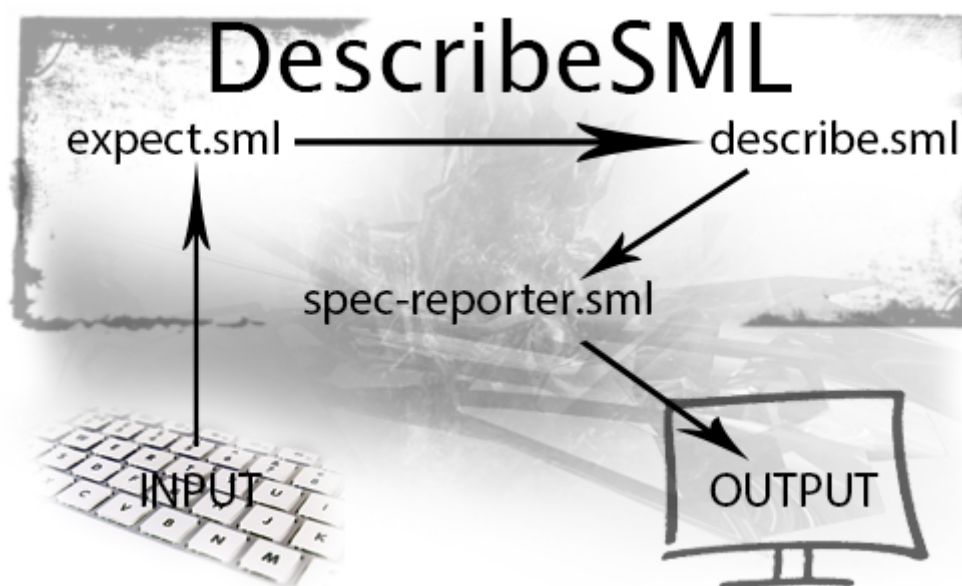 DescribeSML
expect.sml
describe.sml
spec-reporter.sml
INPUT
OUTPUT